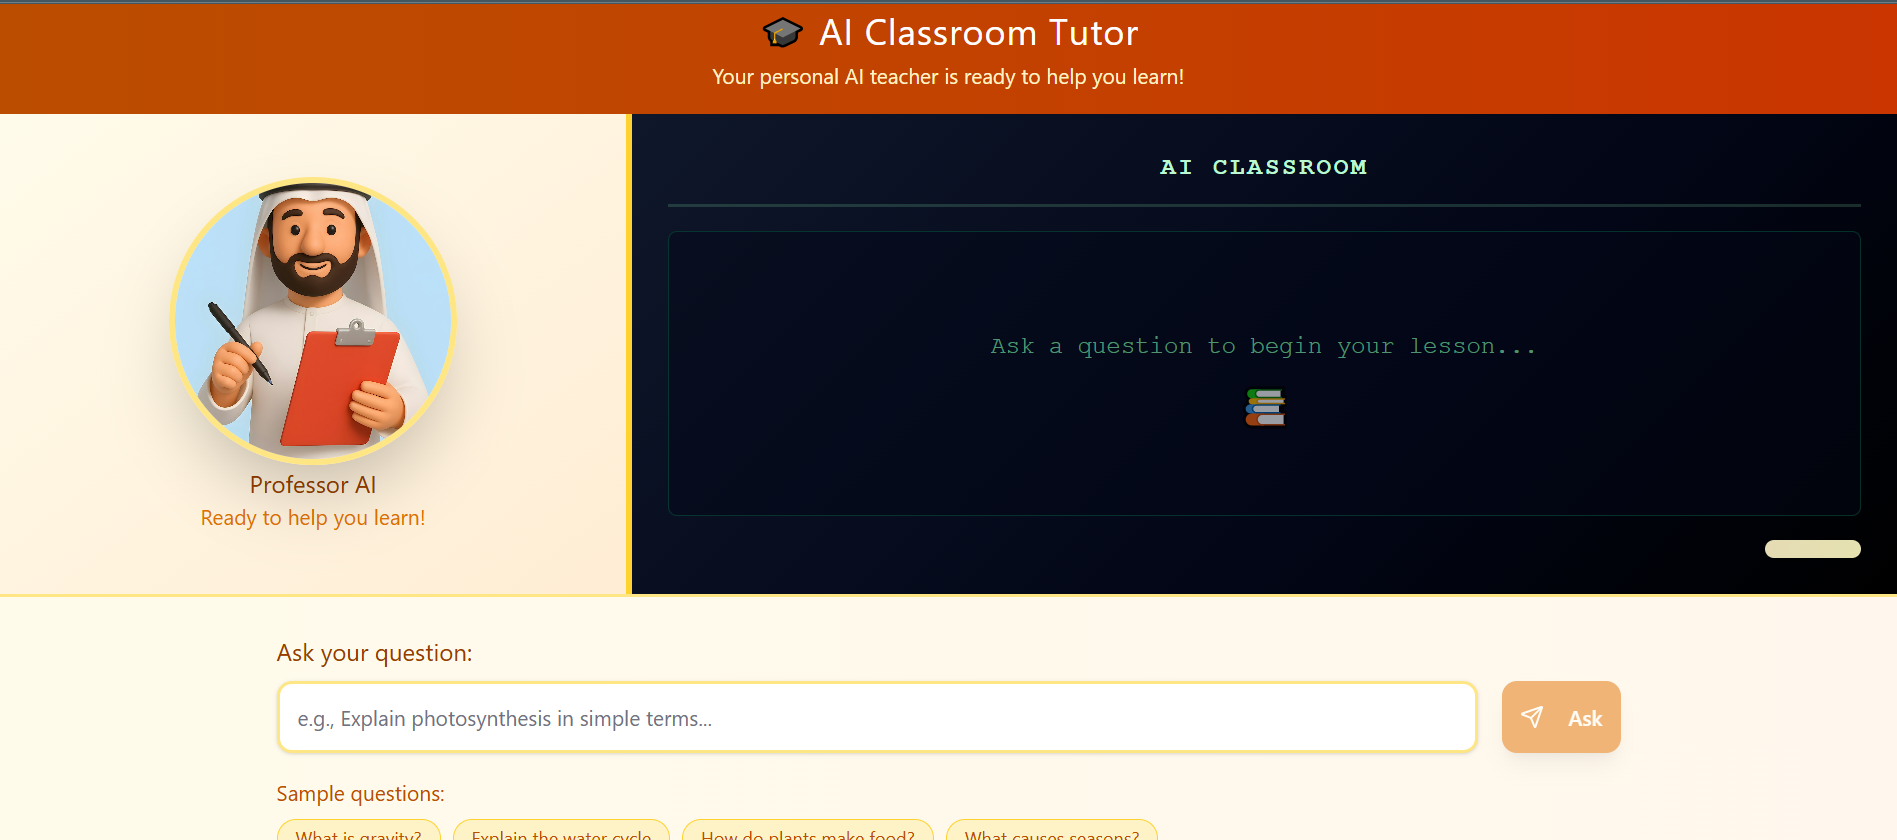 🎓 AI Classroom Tutor
Your personal AI teacher is ready to help you learn!
Professor AI
Ready to help you learn!
AI CLASSROOM
Ask a question to begin your lesson...
Ask your question:
e.g., Explain photosynthesis in simple terms...
Ask
Sample questions:
What is gravity?
Explain the water cycle
How do plants make food?
What causes seasons?